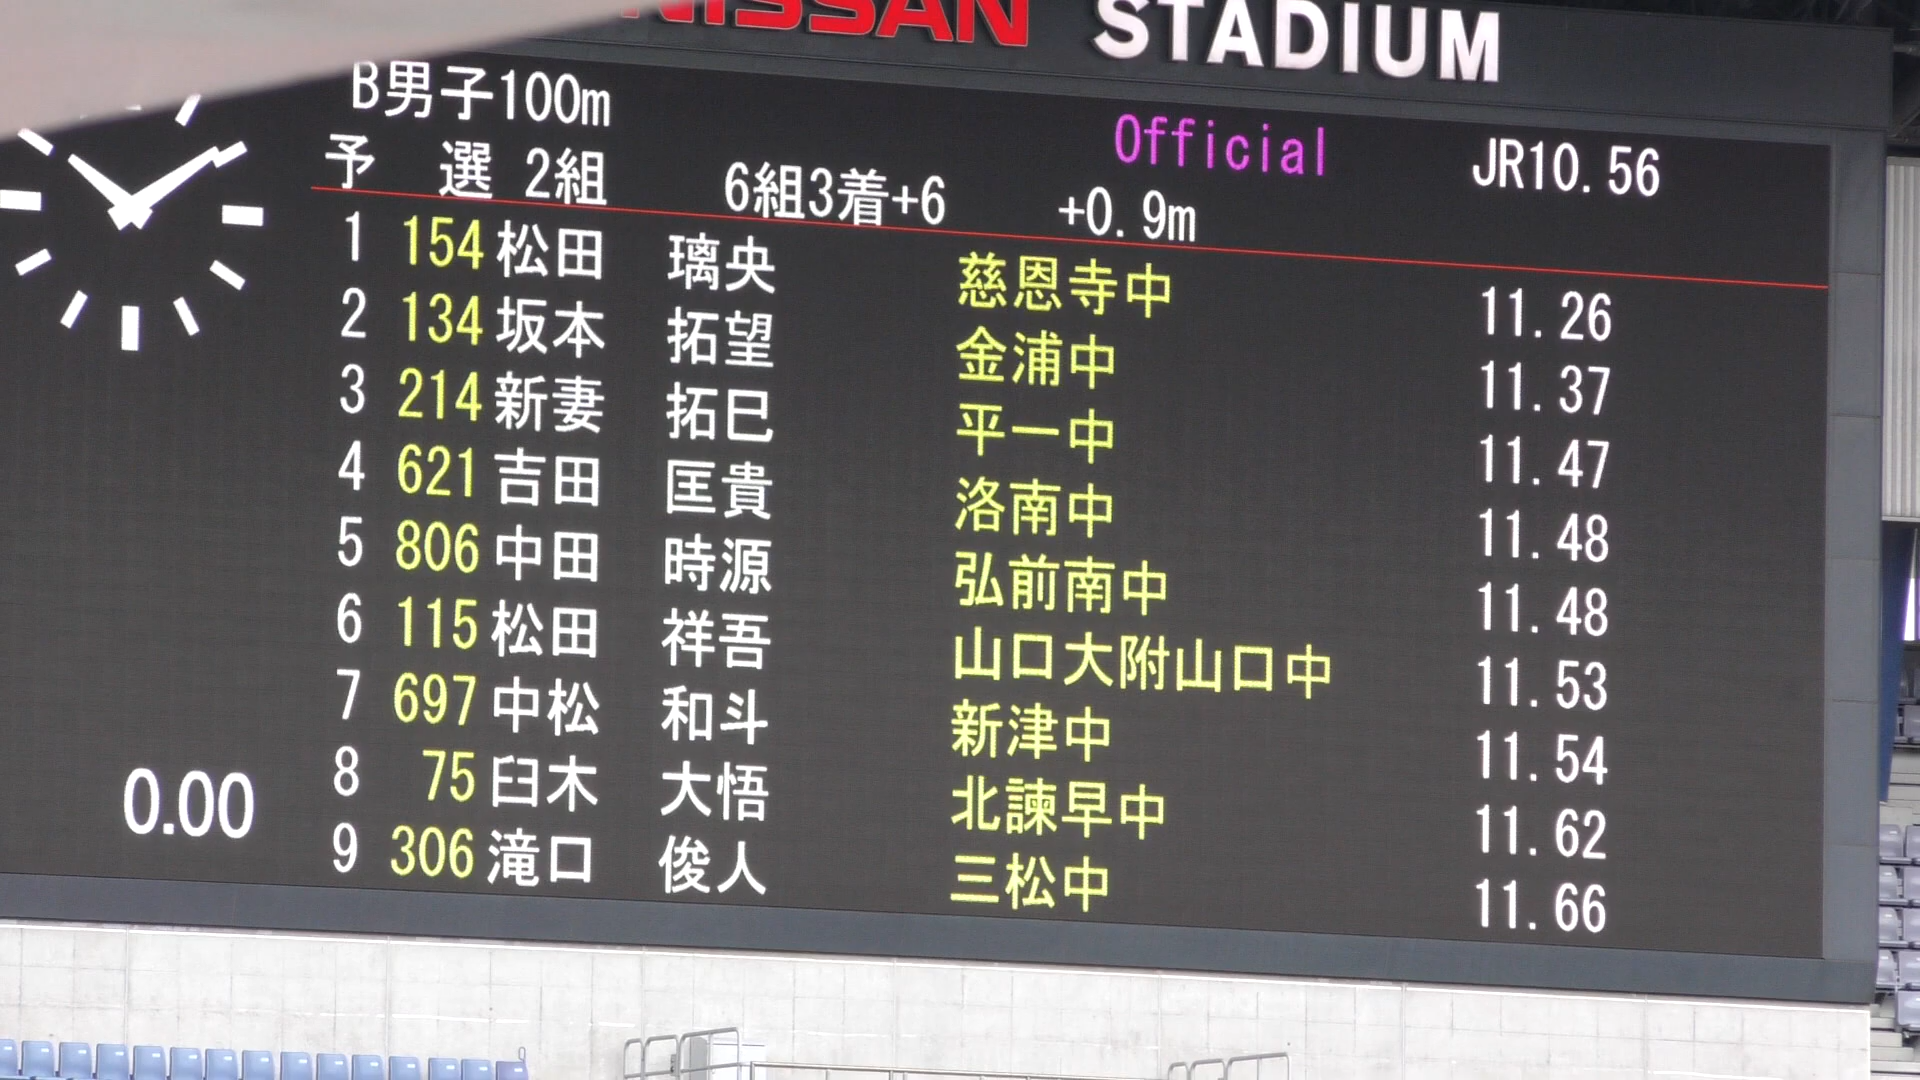 NISSAN STADIUM
B男子100m
Official JR10.56
予 選 2組 6組3着+6 +0.9m
1 154 松田 璃央 慈恩寺中 11.26
2 134 坂本 拓望 金浦中 11.37
3 214 新妻 拓巳 平一中 11.47
4 621 吉田 匡貴 洛南中 11.48
5 806 中田 時源 弘前南中 11.48
6 115 松田 祥吾 山口大附山口中 11.53
7 697 中松 和斗 新津中 11.54
8 75 臼木 大悟 北諫早中 11.62
9 306 滝口 俊人 三松中 11.66
0.00